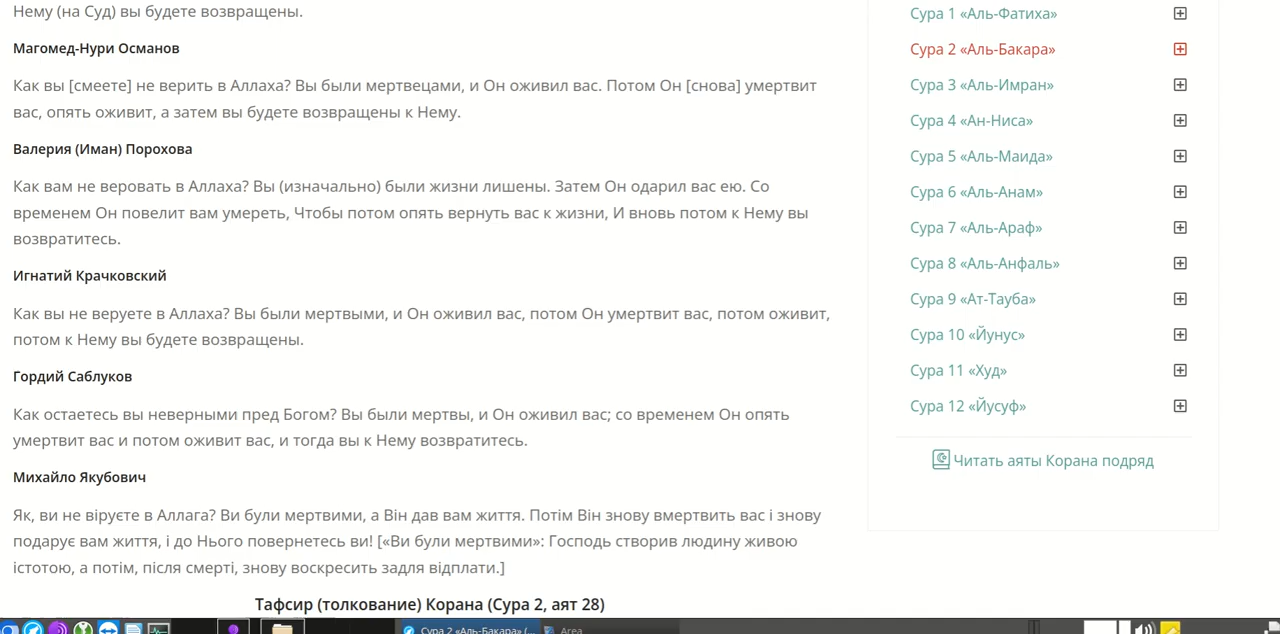 Нему (на Суд) вы будете возвращены.
Магомед-Нури Османов
Как вы [смеете] не верить в Аллаха? Вы были мертвецами, и Он оживил вас. Потом Он [снова] умертвит
вас, опять оживит, а затем вы будете возвращены к Нему.
Валерия (Иман) Порохова
Как вам не веровать в Аллаха? Вы (изначально) были жизни лишены. Затем Он одарил вас ею. Со
временем Он повелит вам умереть, Чтобы потом опять вернуть вас к жизни, И вновь потом к Нему вы
возвратитесь.
Игнатий Крачковский
Как вы не веруете в Аллаха? Вы были мертвыми, и Он оживил вас, потом Он умертвит вас, потом оживит,
потом к Нему вы будете возвращены.
Гордий Саблуков
Как остаетесь вы неверными пред Богом? Вы были мертвы, и Он оживил вас; со временем Он опять
умертвит вас и потом оживит вас, и тогда вы к Нему возвратитесь.
Михайло Якубович
Як, ви не віруєте в Аллага? Ви були мертвими, а Він дав вам життя. Потім Він знову вмертвить вас і знову
подарує вам життя, і до Нього повернетесь ви! [«Ви були мертвими»: Господь створив людину живою
істотою, а потім, після смерті, знову воскресить задля відплати.]
Тафсир (толкование) Корана (Сура 2, аят 28)
Сура 1 «Аль-Фатиха»
Сура 2 «Аль-Бакара»
Сура 3 «Аль-Имран»
Сура 4 «Ан-Ниса»
Сура 5 «Аль-Маида»
Сура 6 «Аль-Анам»
Сура 7 «Аль-Араф»
Сура 8 «Аль-Анфаль»
Сура 9 «Ат-Тауба»
Сура 10 «Йунус»
Сура 11 «Худ»
Сура 12 «Йусуф»
Читать аяты Корана подряд
Сура 2 «Аль-Бакара» (...
Area